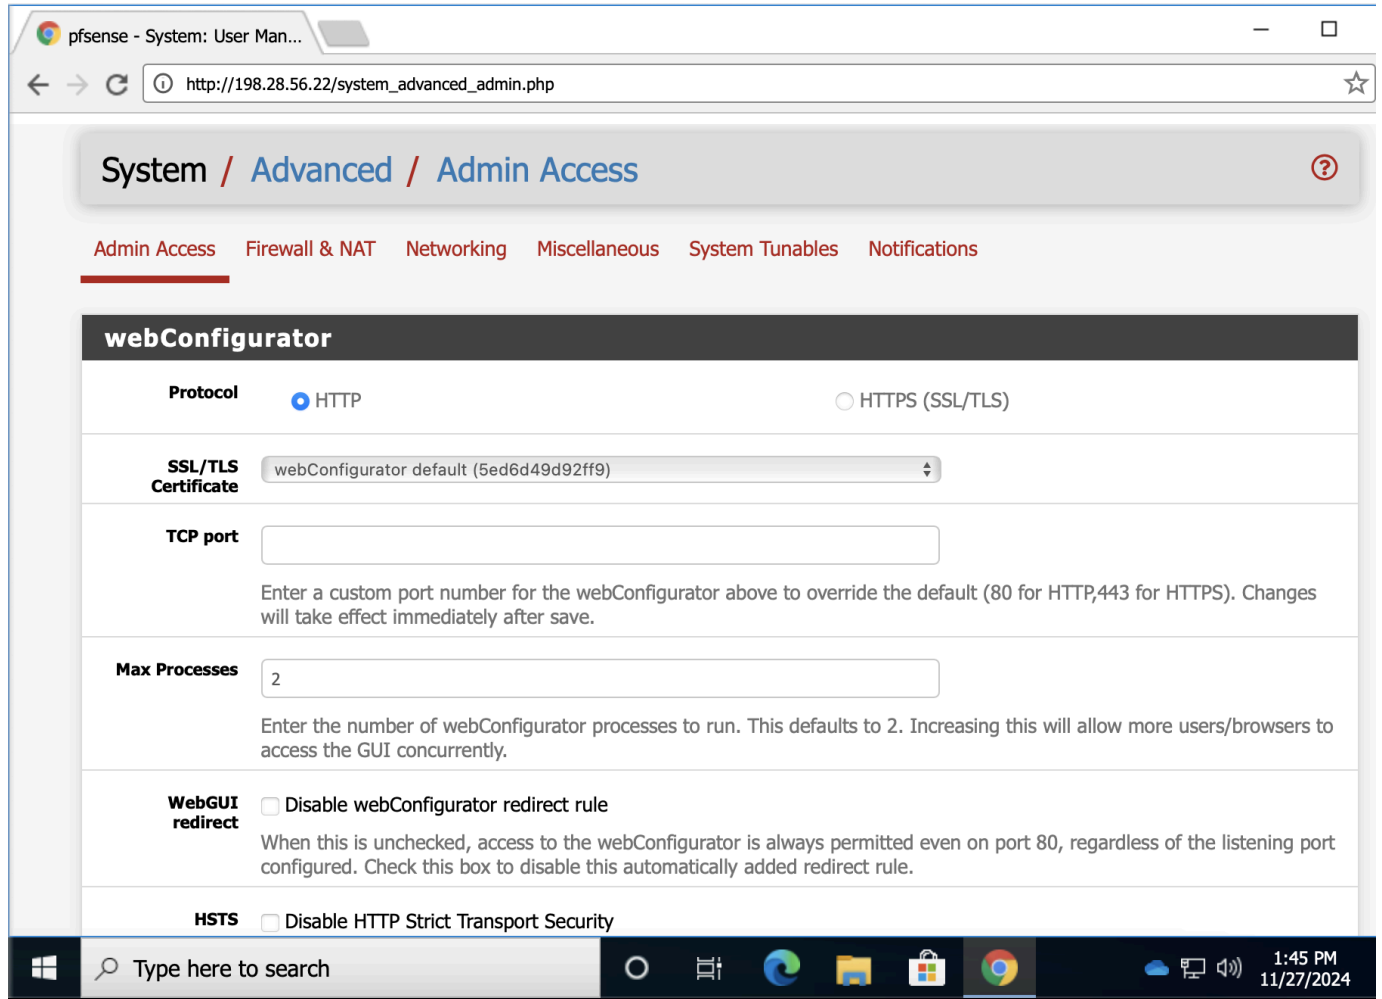 pfsense - System: User Man...
http://198.28.56.22/system_advanced_admin.php
System / Advanced / Admin Access
Admin Access Firewall & NAT Networking Miscellaneous System Tunables Notifications
webConfigurator
Protocol
HTTP HTTPS (SSL/TLS)
SSL/TLS
Certificate
webConfigurator default (5ed6d49d92ff9)
TCP port
Enter a custom port number for the webConfigurator above to override the default (80 for HTTP,443 for HTTPS). Changes
will take effect immediately after save.
Max Processes
2
Enter the number of webConfigurator processes to run. This defaults to 2. Increasing this will allow more users/browsers to
access the GUI concurrently.
WebGUI
redirect
Disable webConfigurator redirect rule
When this is unchecked, access to the webConfigurator is always permitted even on port 80, regardless of the listening port
configured. Check this box to disable this automatically added redirect rule.
HSTS
Disable HTTP Strict Transport Security
Type here to search
1:45 PM
11/27/2024